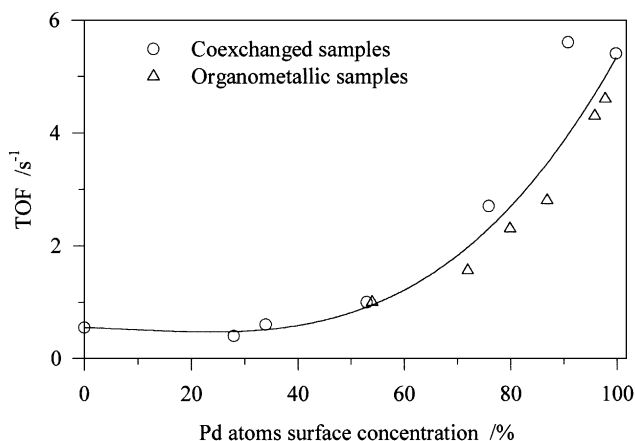 6
Coexchanged samples
Organometallic samples
4
TOF /s⁻¹
2
0
0 20 40 60 80 100
Pd atoms surface concentration /%